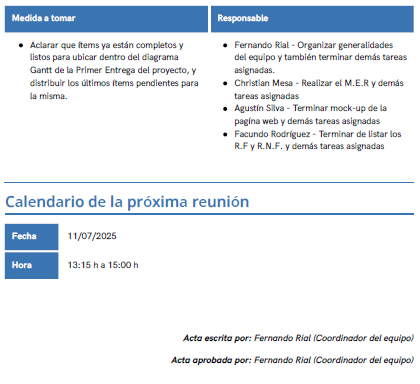 Medida a tomar
Responsable
● Aclarar que ítems ya están completos y
listos para ubicar dentro del diagrama
Gantt de la Primer Entrega del proyecto, y
distribuir los últimos ítems pendientes para
la misma.
● Fernando Rial - Organizar generalidades
del equipo y también terminar demás tareas
asignadas.
● Christian Mesa - Realizar el M.E.R y demás
tareas asignadas
● Agustín Silva - Terminar mock-up de la
pagína web y demás tareas asignadas
● Facundo Rodríguez - Terminar de listar los
R.F y R.N.F. y demás tareas asignadas
Calendario de la próxima reunión
Fecha 11/07/2025
Hora 13:15 h a 15:00 h
Acta escrita por: Fernando Rial (Coordinador del equipo)
Acta aprobada por: Fernando Rial (Coordinador del equipo)